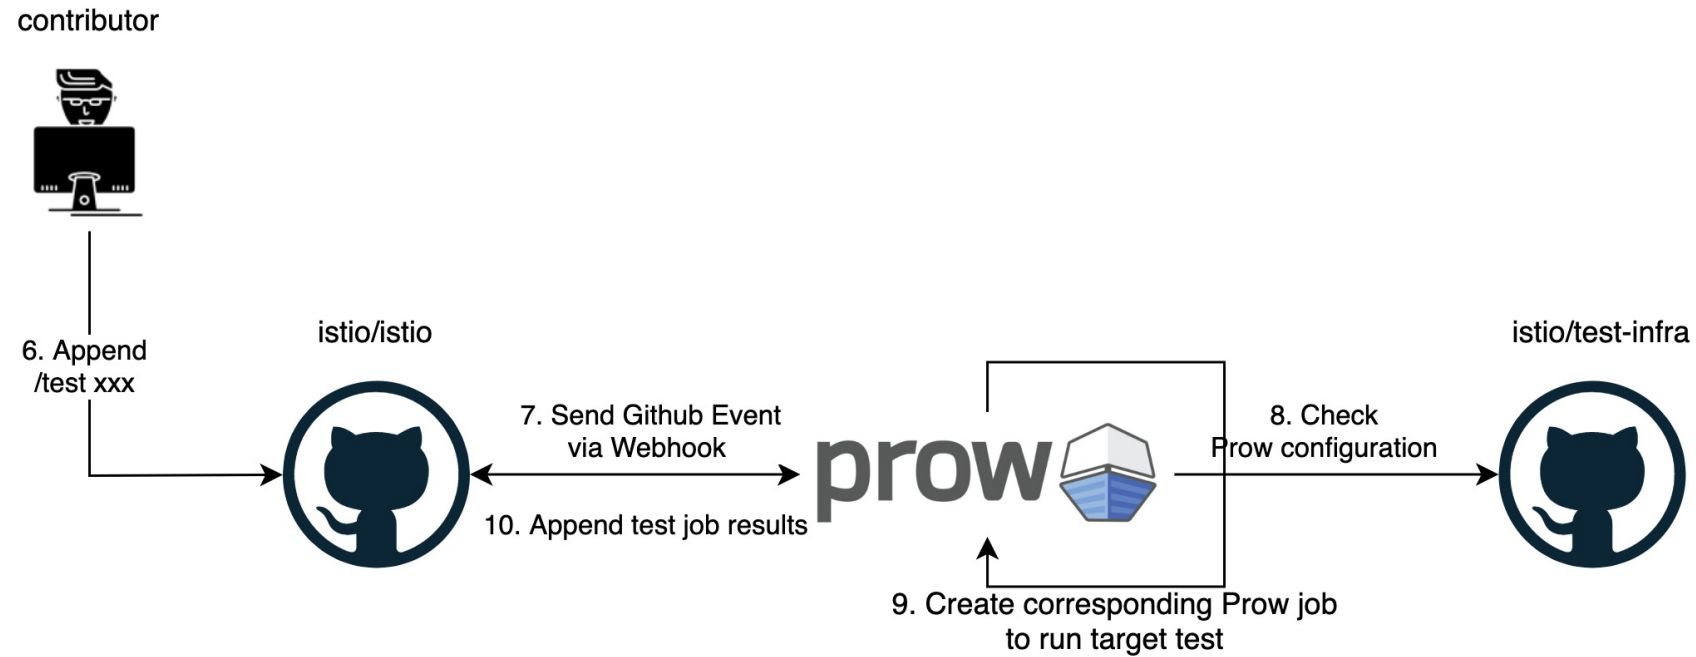 contributor
6. Append
/test xxx
istio/istio
7. Send Github Event
via Webhook
10. Append test job results
prow
8. Check
Prow configuration
9. Create corresponding Prow job
to run target test
istio/test-infra